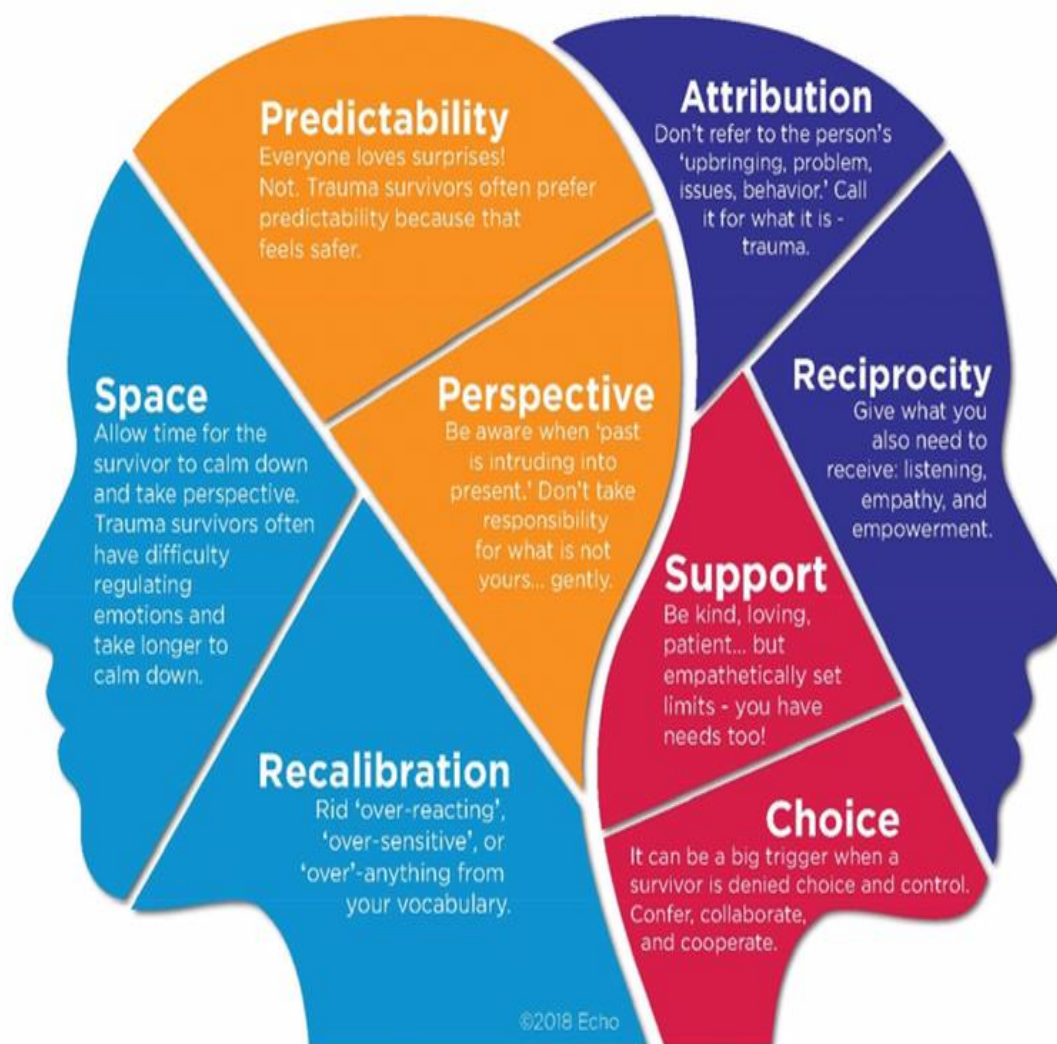 Predictability
Everyone loves surprises!
Not. Trauma survivors often prefer
predictability because that
feels safer.
Attribution
Don't refer to the person's
'upbringing, problem,
issues, behavior.' Call
it for what it is -
trauma.
Space
Allow time for the
survivor to calm down
and take perspective.
Trauma survivors often
have difficulty
regulating
emotions and
take longer to
calm down.
Perspective
Be aware when 'past
is intruding into
present.' Don't take
responsibility
for what is not
yours... gently.
Reciprocity
Give what you
also need to
receive: listening,
empathy, and
empowerment.
Support
Be kind, loving,
patient... but
empathetically set
limits - you have
needs too!
Recalibration
Rid 'over-reacting',
'over-sensitive', or
'over'-anything from
your vocabulary.
Choice
It can be a big trigger when a
survivor is denied choice and control.
Confer, collaborate,
and cooperate.
©2018 Echo